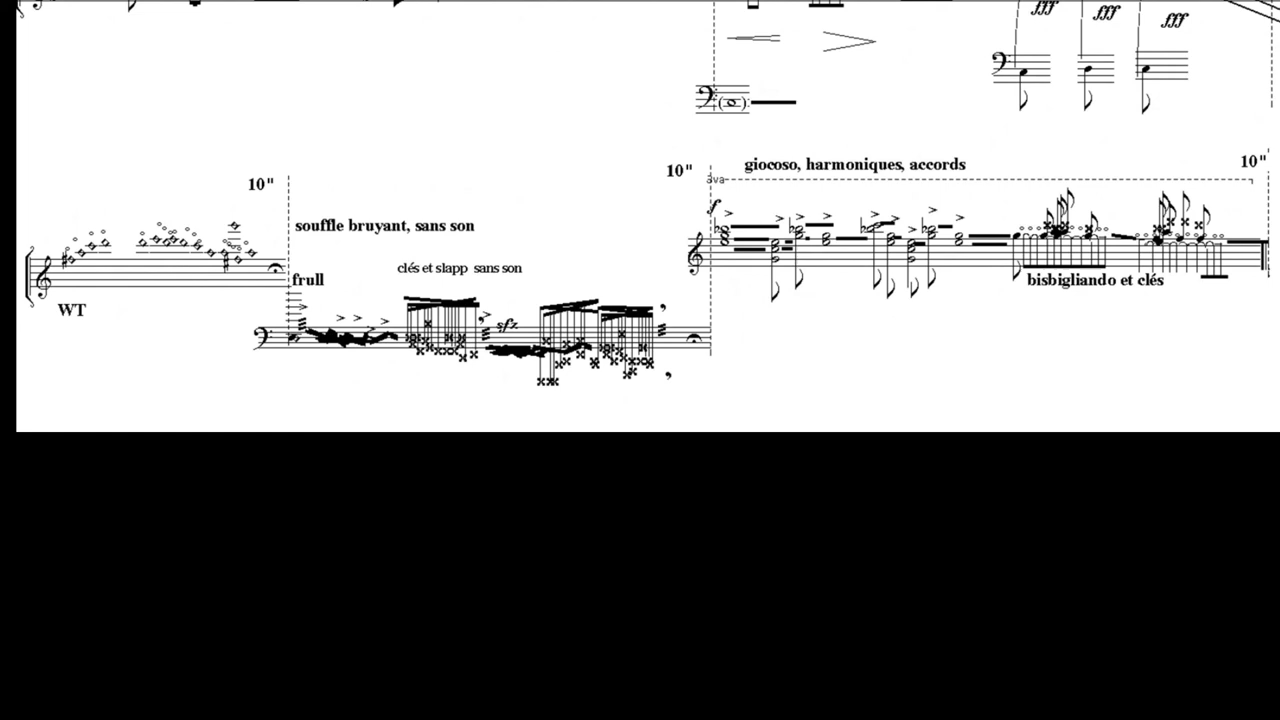 fff fff fff
10"
souffle bruyant, sans son
frull
clés et slapp sans son
WT
sfz
10"
giocoso, harmoniques, accords
10"
8va
f
bisbigliando et clés